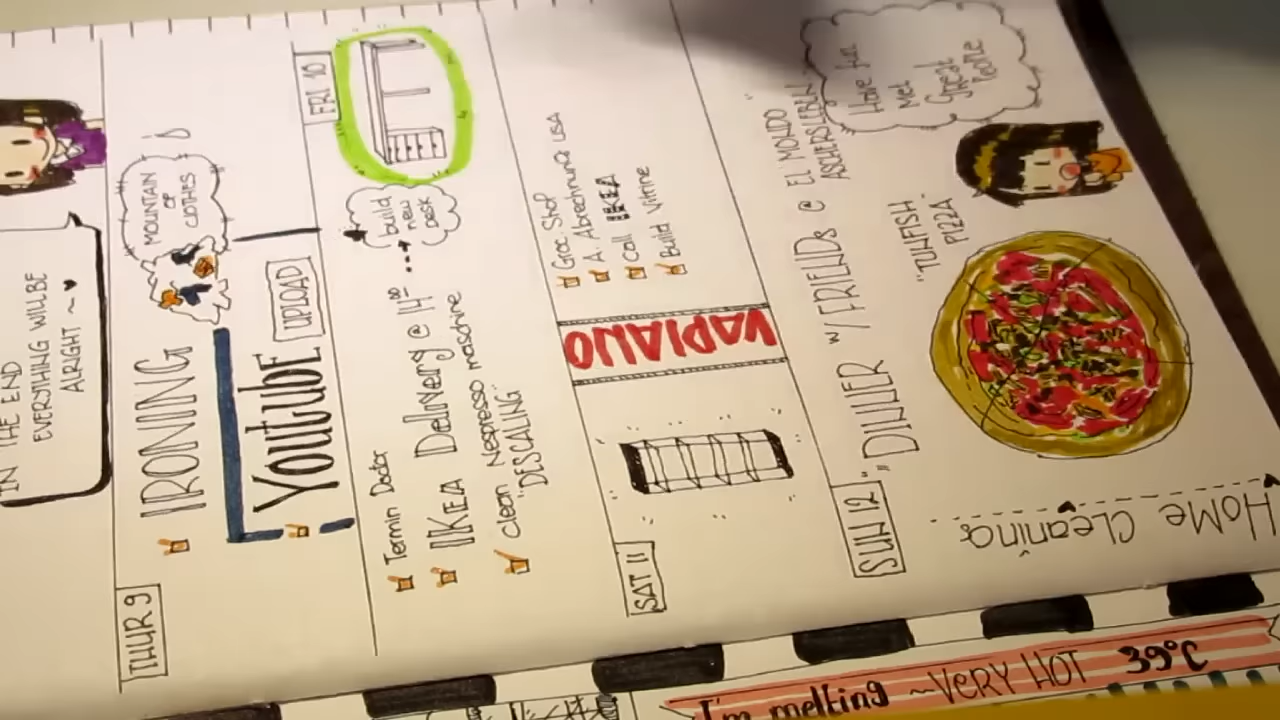 IN THE END
EVERYTHING WILL BE
ALRIGHT ~
THUR 9
IRONING
MOUNTAIN
OF
CLOTHES
YOUTUBE UPLOAD
FRI 10
Termin Doctor
IKEA Delivery @ 14°°
build
new
desk
clean Nespresso maschine
"DESCALING"
SAT 11
VAPIANO
Groc. Shop
A. Abrechnung USA
Call IKEA
Build Vitrine
SUN 12
"DINNER w/ FRIENDS @ EL MONDO
ASCHERSLEBEN"
"TUNFISH
PIZZA"
Have fun
Met
Great
People
HOME CLEANING
I'm melting ~VERY HOT 39°C